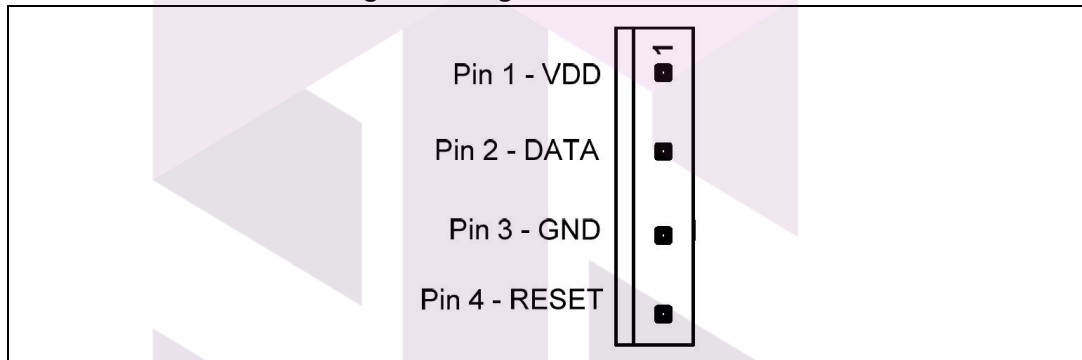 1
Pin 1 - VDD
Pin 2 - DATA
Pin 3 - GND
Pin 4 - RESET